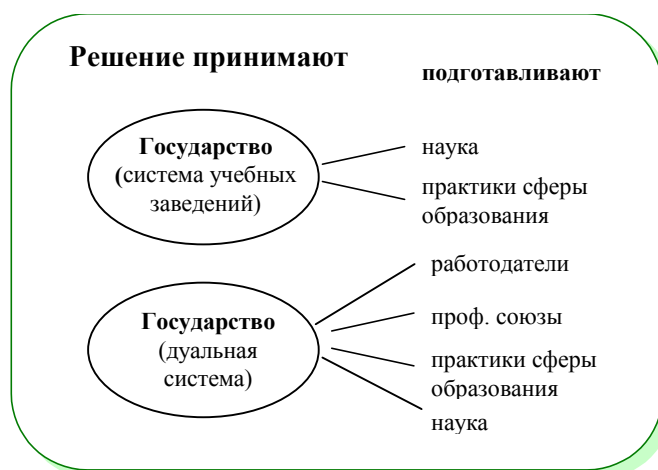 Решение принимают
подготавливают
Государство
(система учебных
заведений)
наука
практики сферы
образования
Государство
(дуальная
система)
работодатели
проф. союзы
практики сферы
образования
наука